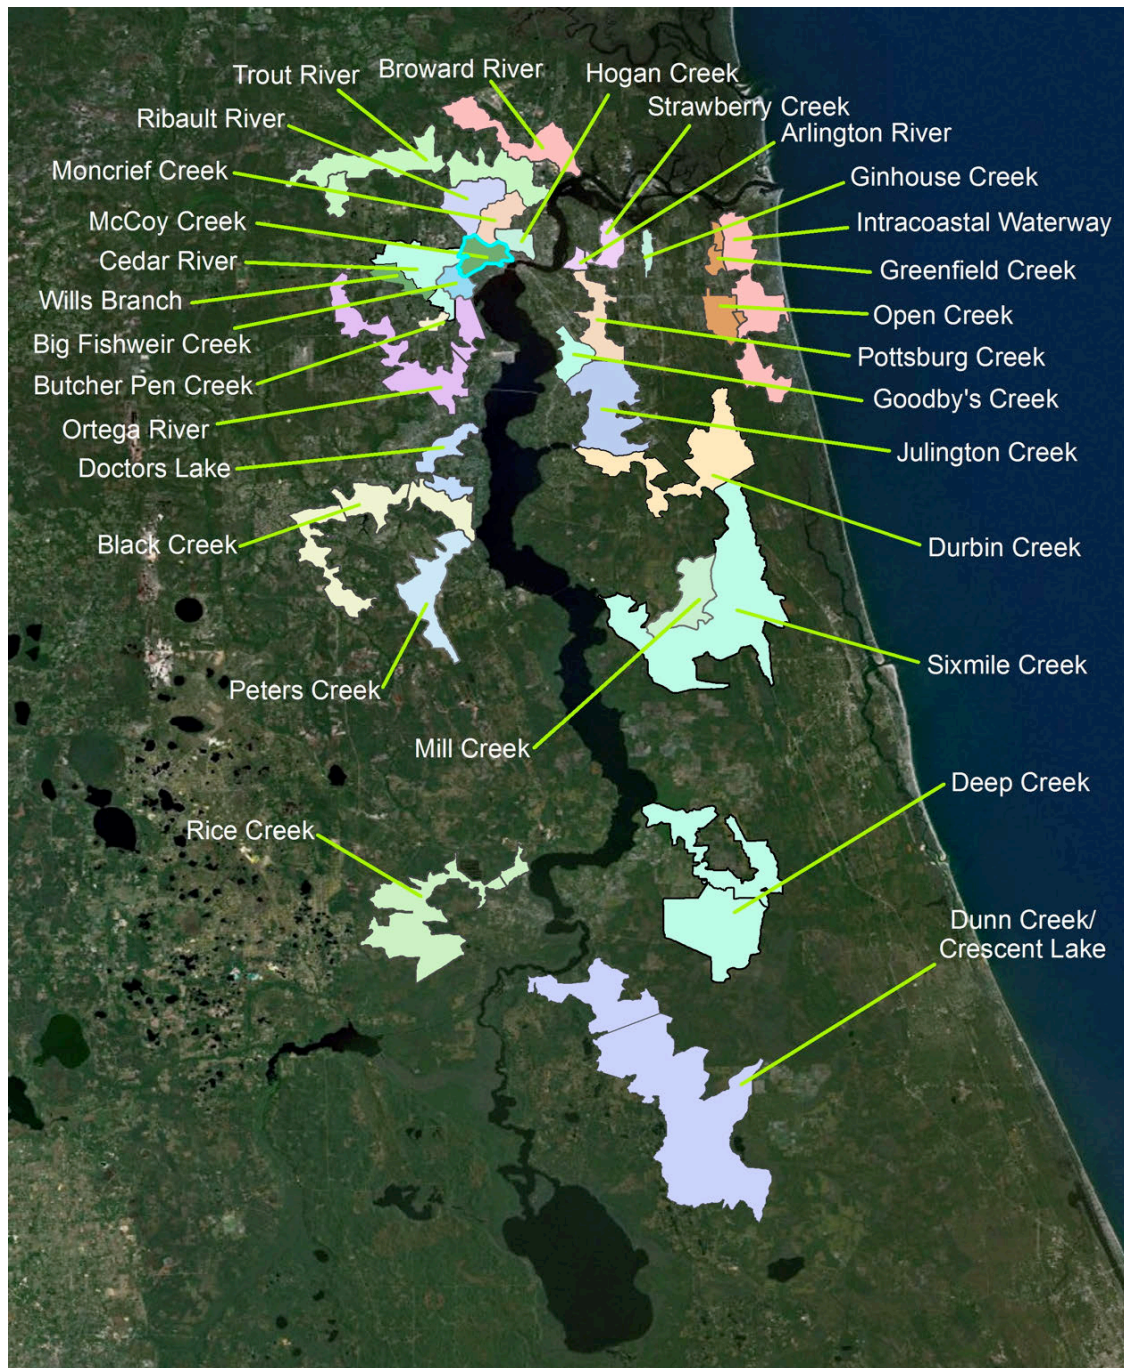 Trout River
Broward River
Hogan Creek
Ribault River
Strawberry Creek
Arlington River
Moncrief Creek
Ginhouse Creek
McCoy Creek
Intracoastal Waterway
Cedar River
Greenfield Creek
Wills Branch
Open Creek
Big Fishweir Creek
Pottsburg Creek
Butcher Pen Creek
Goodby's Creek
Ortega River
Julington Creek
Doctors Lake
Black Creek
Durbin Creek
Sixmile Creek
Peters Creek
Mill Creek
Deep Creek
Rice Creek
Dunn Creek/
Crescent Lake